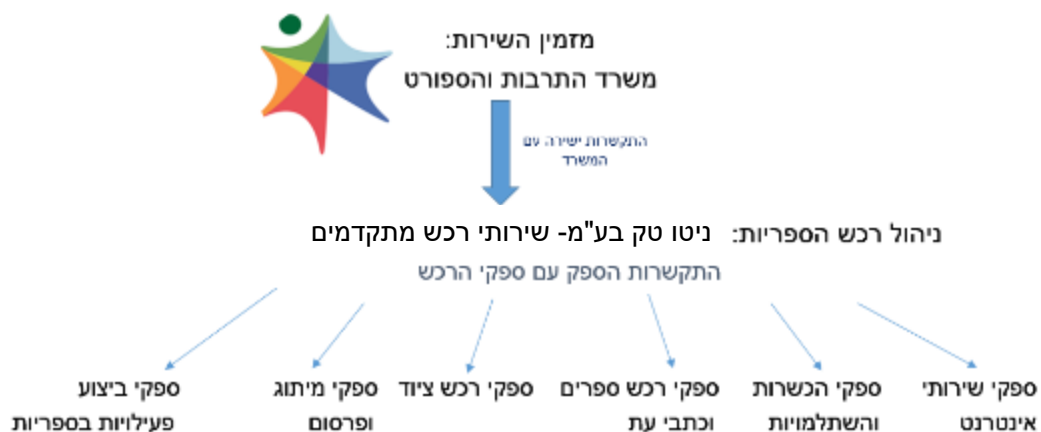 מזמין השירות:
משרד התרבות והספורט
התקשרות ישירה עם
המשרד
ניהול רכש הספריות: ניטו טק בע"מ- שירותי רכש מתקדמים
התקשרות הספק עם ספקי הרכש
ספקי שירותי
אינטרנט
ספקי הכשרות
והשתלמויות
ספקי רכש ספרים
וכתבי עת
ספקי רכש ציוד
ספקי מיתוג
ופרסום
ספקי ביצוע
פעילויות בספריות